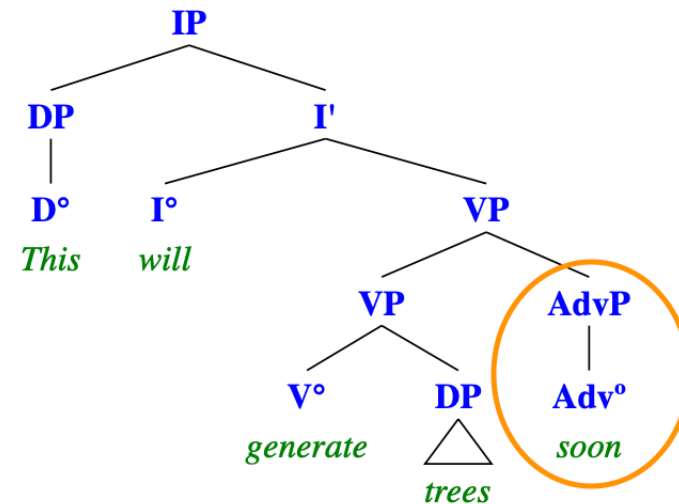 IP
DP I'
D° I° VP
This will
VP AdvP
V° DP Advº
generate soon
trees